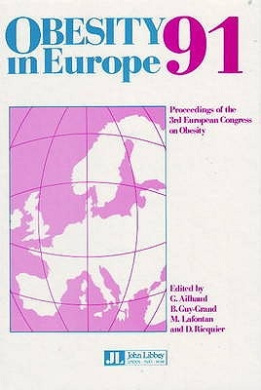 OBESITY 91
in Europe
Proceedings of the
3rd European Congress
on Obesity
Edited by
G. Ailhaud
B. Guy-Grand
M. Lafontan
and D. Ricquier
JL John Libbey